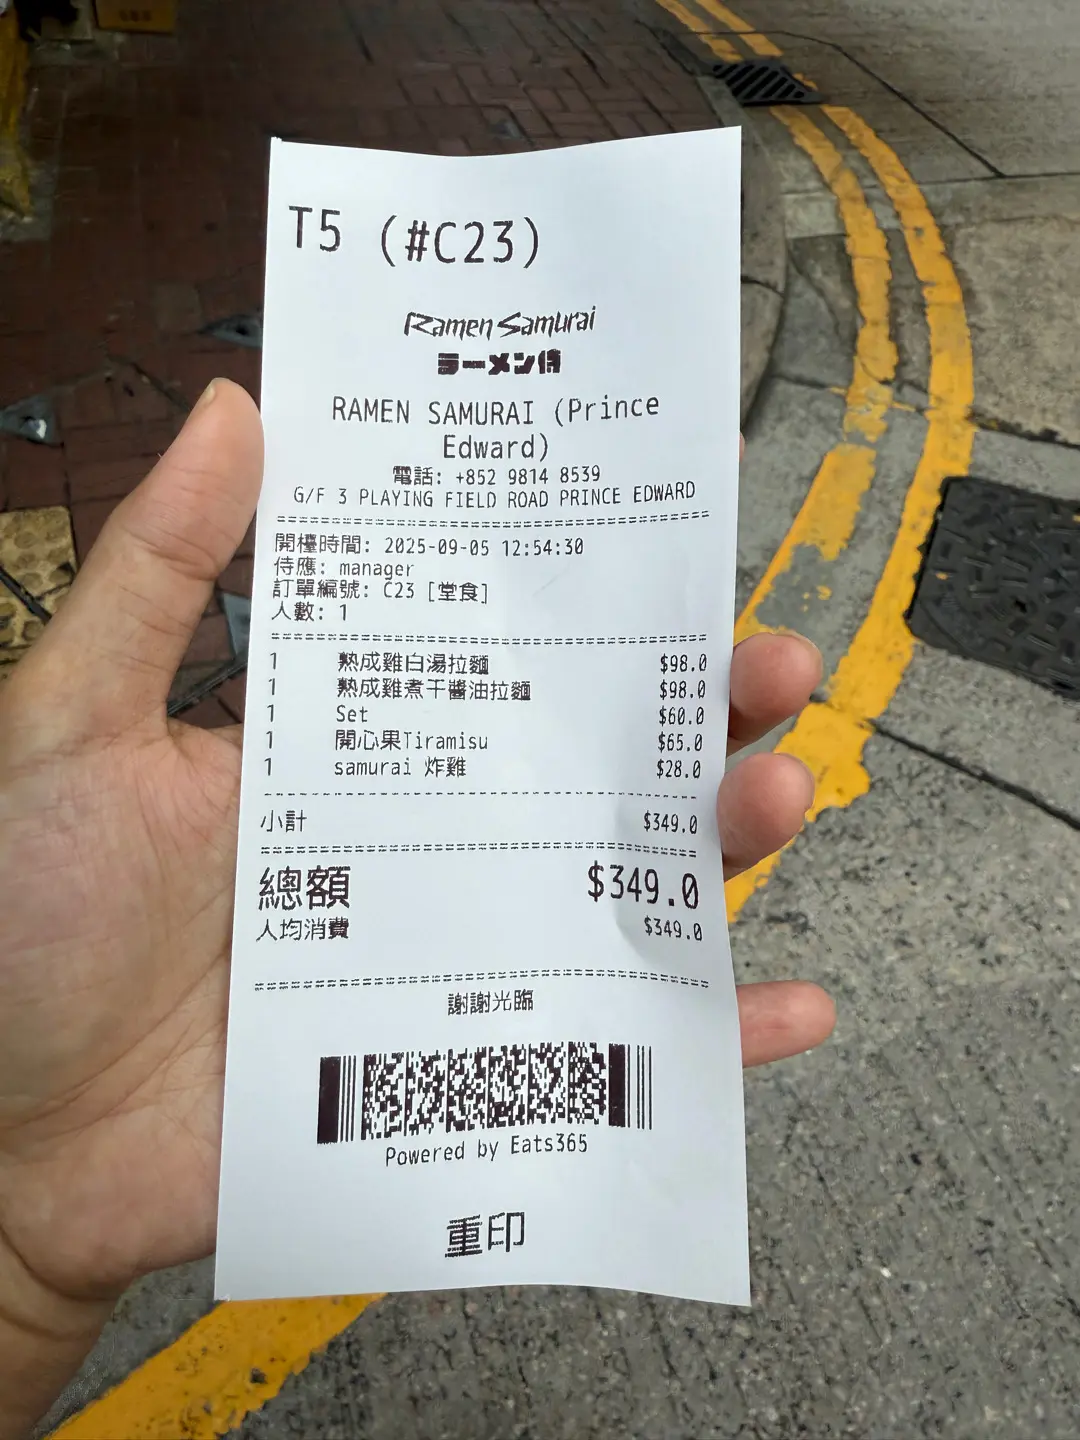 T5 (#C23)
Ramen Samurai
ラーメン侍
RAMEN SAMURAI (Prince
Edward)
電話: +852 9814 8539
G/F 3 PLAYING FIELD ROAD PRINCE EDWARD
開檯時間: 2025-09-05 12:54:30
侍應: manager
訂單編號: C23 [堂食]
人數: 1
1 熟成雞白湯拉麵 $98.0
1 熟成雞煮干醬油拉麵 $98.0
1 Set $60.0
1 開心果Tiramisu $65.0
1 samurai 炸雞 $28.0
小計 $349.0
總額 $349.0
人均消費 $349.0
謝謝光臨
Powered by Eats365
重印